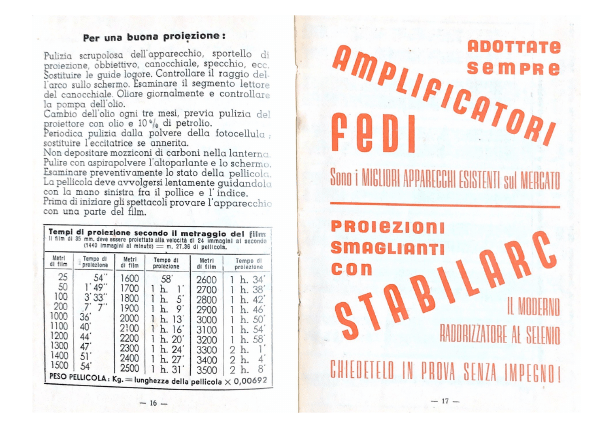 Per una buona proiezione :
Pulizia scrupolosa dell'apparecchio, sportello di
proiezione, obbiettivo, canocchiale, specchio, ecc.
Sostituire le guide logore. Controllare il raggio del-
l'arco sullo schermo. Esaminare il segmento lettore
del canocchiale. Oliare giornalmente e controllare
la pompa dell'olio.
Cambio dell'olio ogni tre mesi, previa pulizia del
proiettore con olio e 10 % di petrolio.
Periodica pulizia dalla polvere della fotocellula ;
sostituire l'eccitatrice se annerita.
Non depositare mozziconi di carboni nella lanterna.
Pulire con aspirapolvere l'altoparlante e lo schermo.
Esaminare preventivamente lo stato della pellicola.
La pellicola deve avvolgersi lentamente guidandola
con la mano sinistra fra il pollice e l'indice.
Prima di iniziare gli spettacoli provare l'apparecchio
con una parte del film.
Tempi di proiezione secondo il metraggio del film
Il film di 35 mm. deve essere proiettato alla velocità di 24 immagini al secondo
(1440 immagini al minuto) = m. 27,36 di pellicola.
Metri di film Tempo di proiezione Metri di film Tempo di proiezione Metri di film Tempo di proiezione
25 54'' 1600 58' 2600 1 h. 34'
50 1' 49'' 1700 1 h. 1' 2700 1 h. 38'
100 3' 33'' 1800 1 h. 5' 2800 1 h. 42'
200 7' 7'' 1900 1 h. 9' 2900 1 h. 46'
1000 36' 2000 1 h. 13' 3000 1 h. 50'
1100 40' 2100 1 h. 16' 3100 1 h. 54'
1200 44' 2200 1 h. 20' 3200 1 h. 58'
1300 47' 2300 1 h. 24' 3300 2 h. 1'
1400 51' 2400 1 h. 27' 3400 2 h. 4'
1500 54' 2500 1 h. 31' 3500 2 h. 8'
PESO PELLICOLA: Kg. = lunghezza della pellicola × 0,00692
— 16 —
ADOTTATE
SEMPRE
AMPLIFICATORI
FEDI
Sono i MIGLIORI APPARECCHI ESISTENTI sul MERCATO
PROIEZIONI
SMAGLIANTI
CON
STABILARC
IL MODERNO
RADDRIZZATORE AL SELENIO
CHIEDETELO IN PROVA SENZA IMPEGNO!
— 17 —